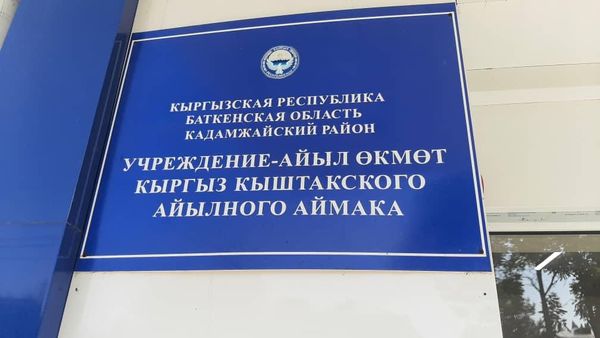 КЫРГЫЗСКАЯ РЕСПУБЛИКА
БАТКЕНСКАЯ ОБЛАСТЬ
КАДАМЖАЙСКИЙ РАЙОН
УЧРЕЖДЕНИЕ-АЙЫЛ ӨКМӨТ
КЫРГЫЗ КЫШТАКСКОГО
АЙЫЛНОГО АЙМАКА